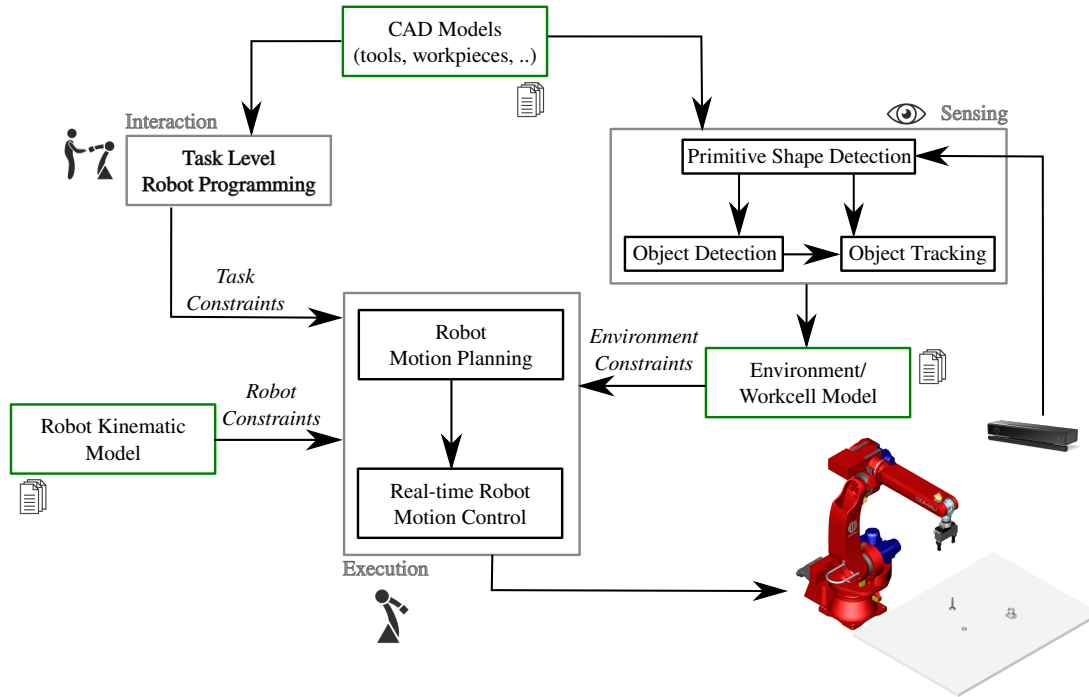 CAD Models
(tools, workpieces, ..)
Interaction
Sensing
Task Level
Robot Programming
Primitive Shape Detection
Object Detection
Object Tracking
Task
Constraints
Robot
Motion Planning
Environment
Constraints
Environment/
Workcell Model
Robot
Constraints
Robot Kinematic
Model
Real-time Robot
Motion Control
Execution